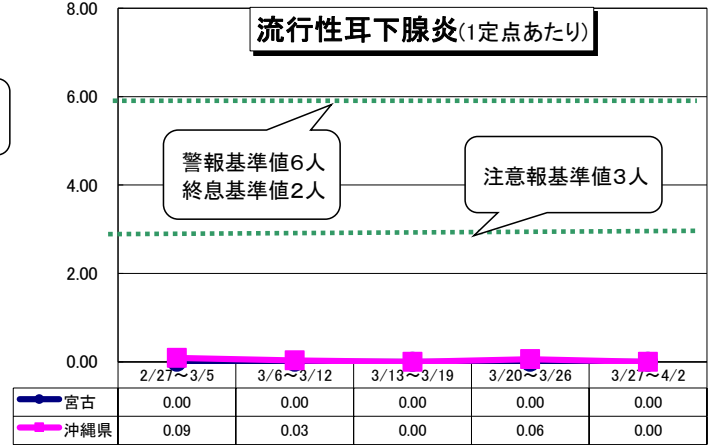 流行性耳下腺炎(1定点あたり)
8.00
6.00
4.00
2.00
0.00
警報基準値6人
終息基準値2人
注意報基準値3人
2/27～3/5 3/6～3/12 3/13～3/19 3/20～3/26 3/27～4/2
宮古 0.00 0.00 0.00 0.00 0.00
沖縄県 0.09 0.03 0.00 0.06 0.00